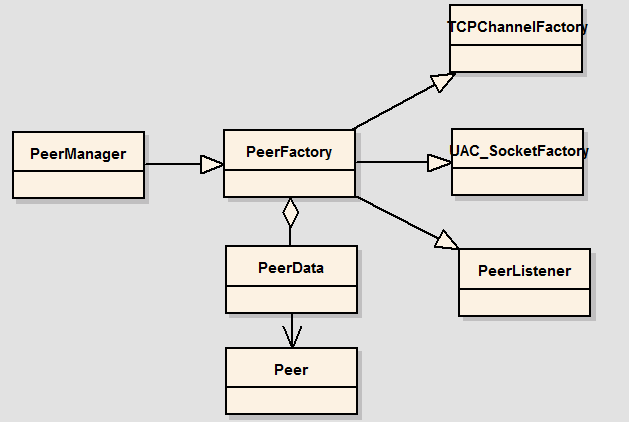 TCPChannelFactory
PeerManager
PeerFactory
UAC_SocketFactory
PeerData
PeerListener
Peer